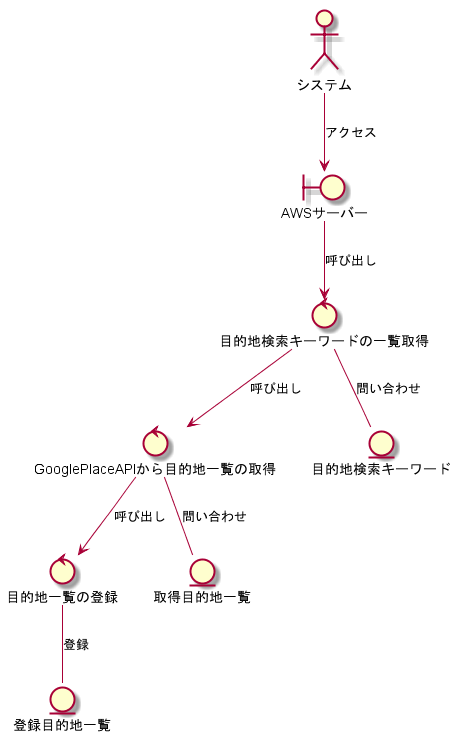 システム
アクセス
AWSサーバー
呼び出し
目的地検索キーワードの一覧取得
呼び出し
問い合わせ
GooglePlaceAPIから目的地一覧の取得
目的地検索キーワード
呼び出し
問い合わせ
目的地一覧の登録
取得目的地一覧
登録
登録目的地一覧